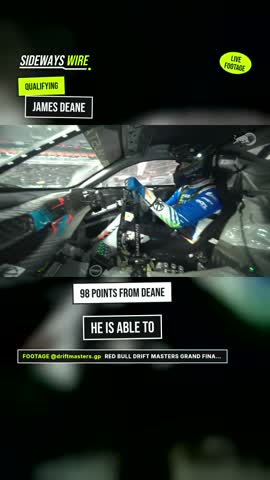 SIDEWAYS WIRE.
LIVE
FOOTAGE
QUALIFYING
JAMES DEANE
98 POINTS FROM DEANE
HE IS ABLE TO
FOOTAGE @driftmasters.gp RED BULL DRIFT MASTERS GRAND FINA...